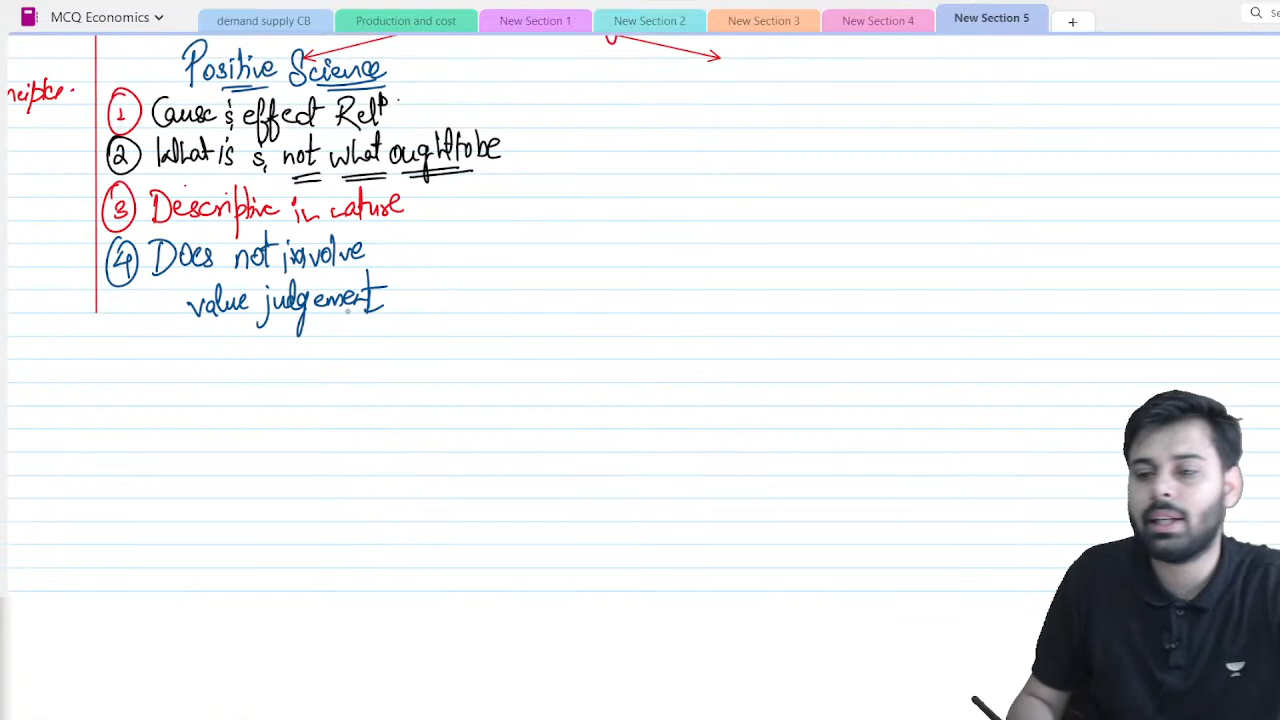 MCQ Economics
demand supply CB
Production and cost
New Section 1
New Section 2
New Section 3
New Section 4
New Section 5
+
Positive Science
① Cause & effect Relp
② What is & not what ought to be
③ Descriptive in nature
④ Does not involve
value judgement